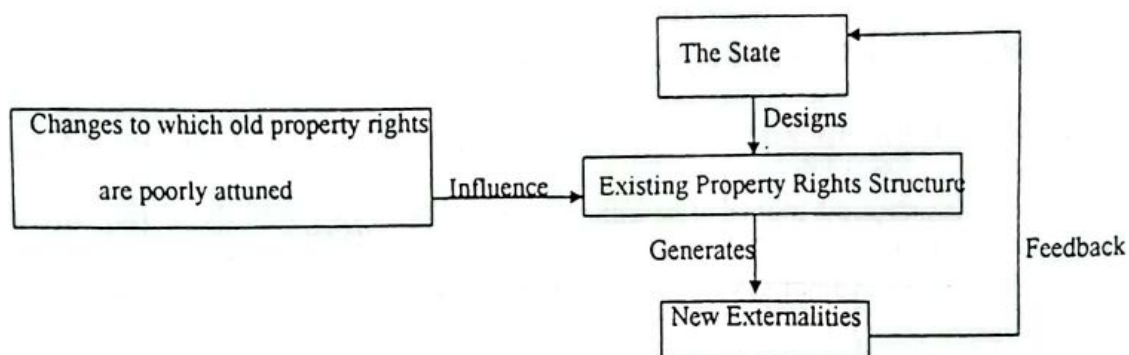 The State
Designs
Changes to which old property rights
are poorly attuned
Influence
Existing Property Rights Structure
Generates
Feedback
New Externalities